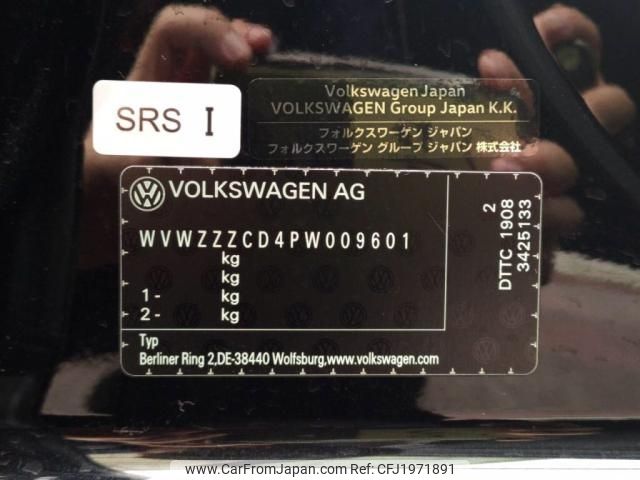 SRS I
Volkswagen Japan
VOLKSWAGEN Group Japan K.K.
フォルクスワーゲン ジャパン
フォルクスワーゲン グループ ジャパン 株式会社
VOLKSWAGEN AG
WVWZZZCD4PW009601
kg
kg
1- kg
2- kg
Typ
Berliner Ring 2,DE-38440 Wolfsburg,www.volkswagen.com
2
DTTC 1908
3425133
www.CarFromJapan.com | Photo ID: CFJ1971891